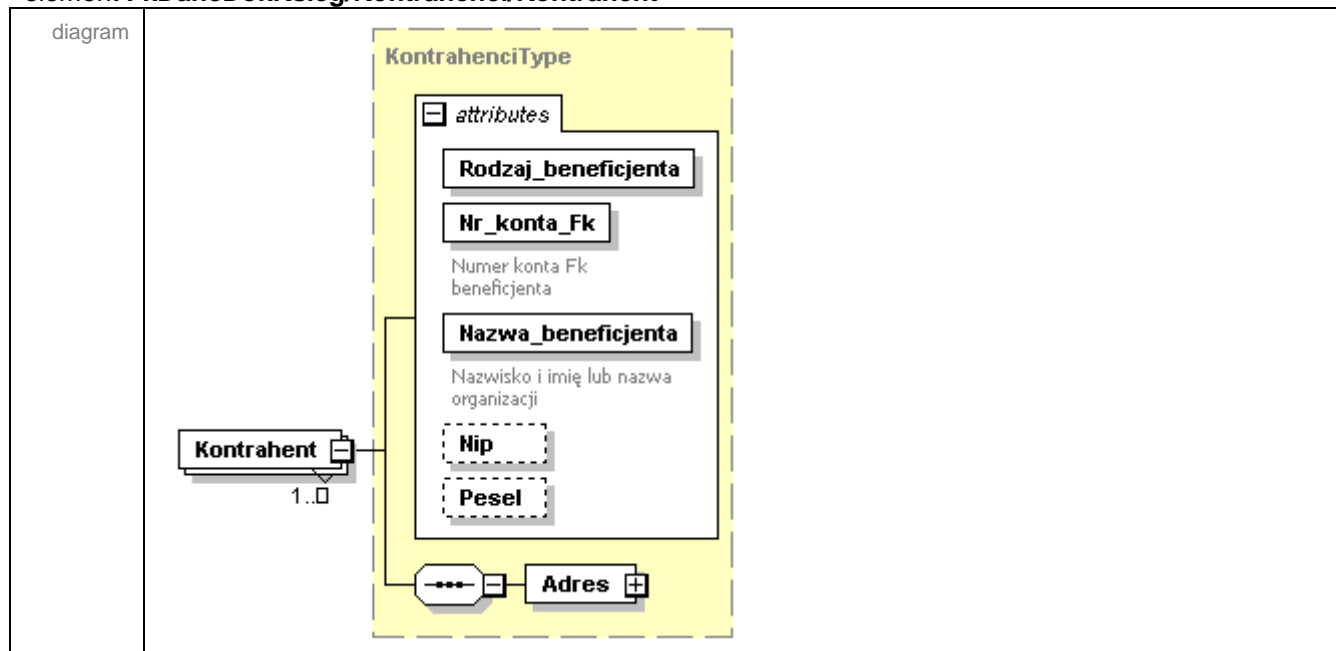 diagram
KontrahenciType
attributes
Rodzaj_beneficjenta
Nr_konta_Fk
Numer konta Fk
beneficjenta
Nazwa_beneficjenta
Nazwisko i imię lub nazwa
organizacji
Kontrahent
1..□
Nip
Pesel
Adres